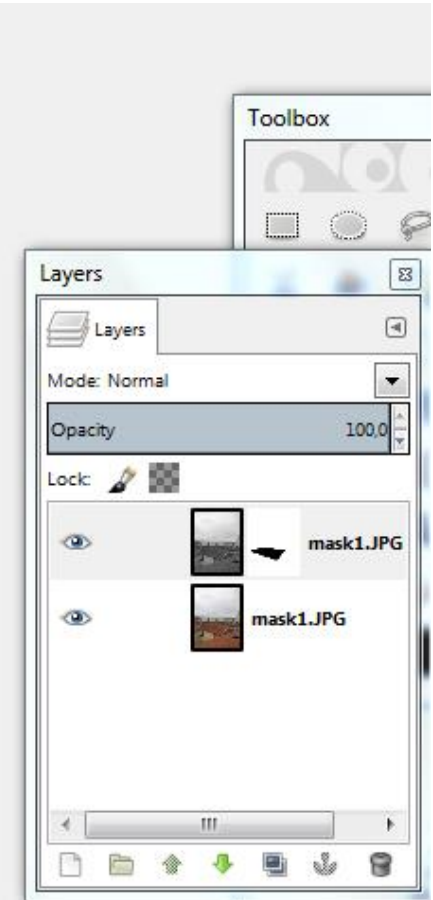 Toolbox
Layers
Layers
Mode: Normal
Opacity 100,0
Lock:
mask1.JPG
mask1.JPG